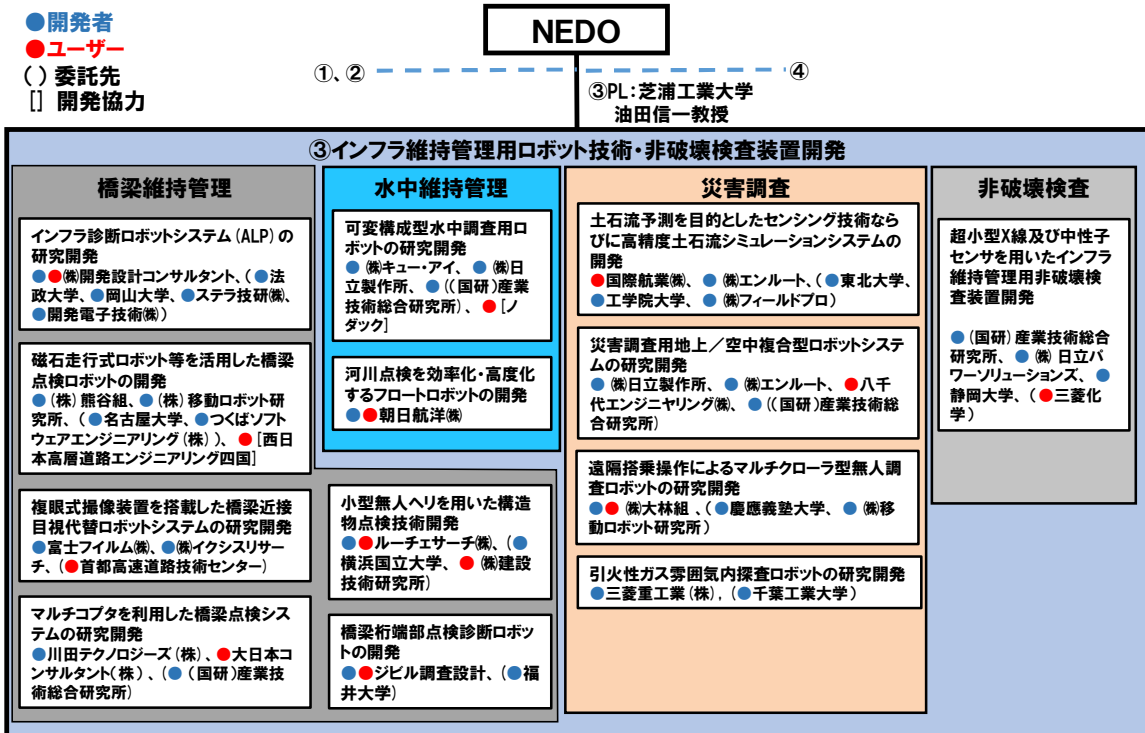 ●開発者
●ユーザー
( ) 委託先
[] 開発協力
NEDO
①、②
④
③PL:芝浦工業大学
油田信一教授
③インフラ維持管理用ロボット技術・非破壊検査装置開発
橋梁維持管理
インフラ診断ロボットシステム(ALP)の
研究開発
●●㈱開発設計コンサルタント、(●法
政大学、●岡山大学、●ステラ技研㈱、
●開発電子技術㈱)
磁石走行式ロボット等を活用した橋梁
点検ロボットの開発
●(株)熊谷組、●(株)移動ロボット研
究所、(●名古屋大学、●つくばソフト
ウェアエンジニアリング(株))、●[西日
本高層道路エンジニアリング四国]
複眼式撮像装置を搭載した橋梁近接
目視代替ロボットシステムの研究開発
●富士フイルム㈱、●㈱イクシスリサー
チ、(●首都高速道路技術センター)
マルチコプタを利用した橋梁点検シス
テムの研究開発
●川田テクノロジーズ(株)、●大日本コ
ンサルタント(株)、(●(国研)産業技
術総合研究所)
水中維持管理
可変構成型水中調査用ロ
ボットの研究開発
●㈱キュー・アイ、●㈱日
立製作所、●((国研)産業
技術総合研究所)、●[ノ
ダック]
河川点検を効率化・高度化
するフロートロボットの開発
●●朝日航洋㈱
小型無人ヘリを用いた構造
物点検技術開発
●●ルーチェサーチ㈱、(●
横浜国立大学、●㈱建設
技術研究所)
橋梁桁端部点検診断ロボッ
トの開発
●●ジビル調査設計、(●福
井大学)
災害調査
土石流予測を目的としたセンシング技術なら
びに高精度土石流シミュレーションシステムの
開発
●国際航業㈱、●㈱エンルート、(●東北大学、
●工学院大学、●㈱フィールドプロ)
災害調査用地上/空中複合型ロボットシステ
ムの研究開発
●㈱日立製作所、●㈱エンルート、●八千
代エンジニヤリング㈱、●((国研)産業技術総
合研究所)
遠隔搭乗操作によるマルチクローラ型無人調
査ロボットの研究開発
●●㈱大林組、(●慶應義塾大学、●㈱移
動ロボット研究所)
引火性ガス雰囲気内探査ロボットの研究開発
●三菱重工業(株),(●千葉工業大学)
非破壊検査
超小型X線及び中性子
センサを用いたインフラ
維持管理用非破壊検
査装置開発
●(国研)産業技術総合
研究所、●㈱日立パ
ワーソリューションズ、●
静岡大学、(●三菱化
学)